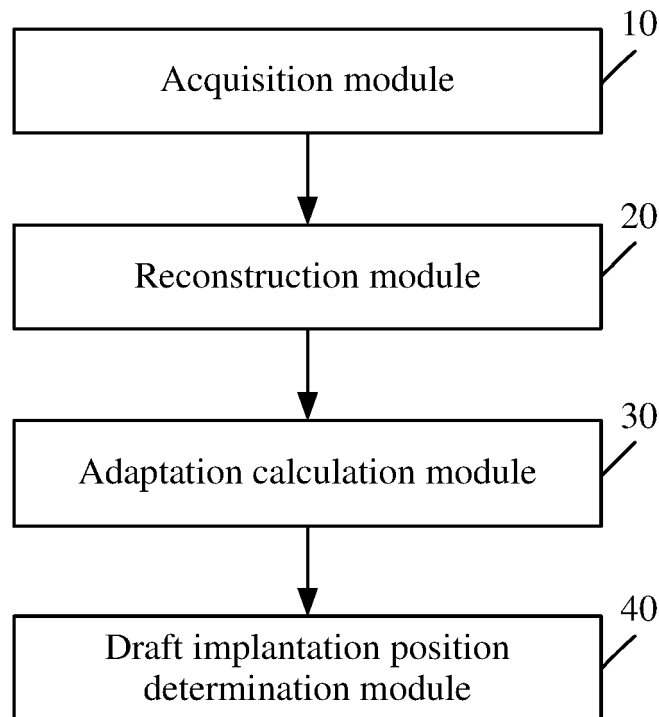 10
Acquisition module
20
Reconstruction module
30
Adaptation calculation module
40
Draft implantation position
determination module